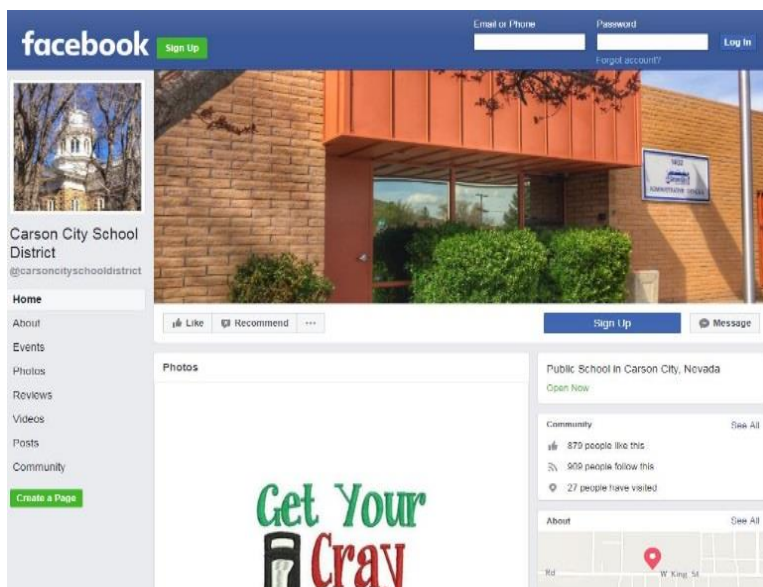 Email or Phone
Password
facebook
Sign Up
Log In
Forgot account?
1402
ADMINISTRATIVE OFFICES
Carson City School
District
@carsoncityschooldistrict
Home
About
Events
Photos
Reviews
Videos
Posts
Community
Create a Page
Like
Recommend
...
Sign Up
Message
Photos
Get Your
Cray
Public School in Carson City, Nevada
Open Now
Community
See All
879 people like this
909 people follow this
27 people have visited
About
See All
Rd
W King St